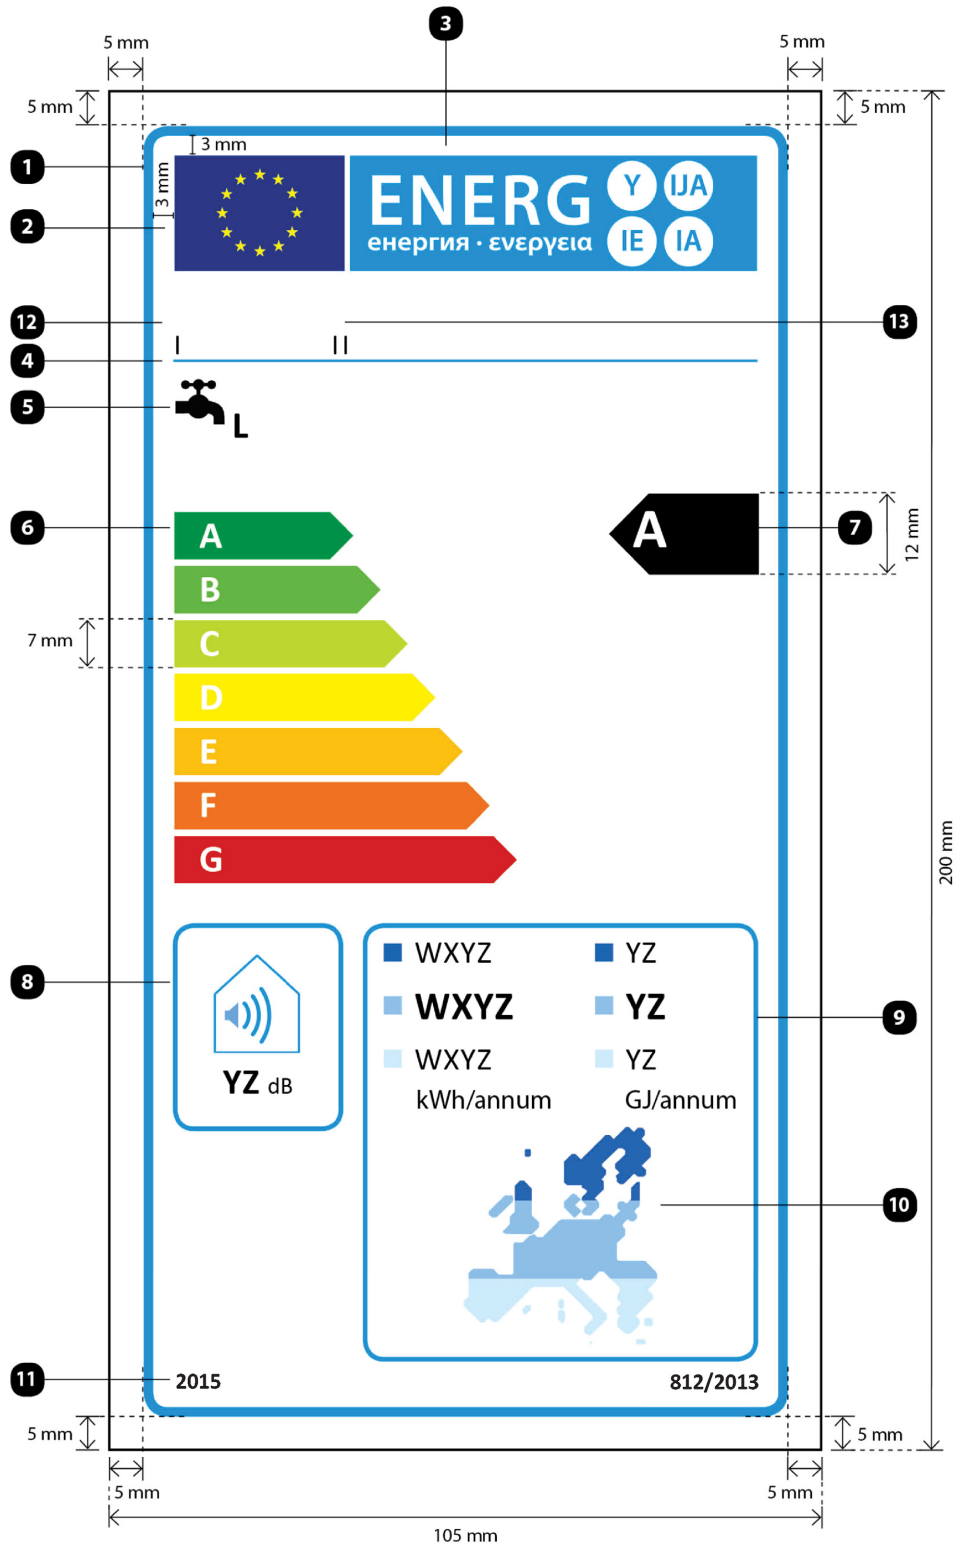 3
5 mm
5 mm
5 mm
5 mm
3 mm
1
3 mm
ENERG
Y
IJA
2
енергия · ενεργεια
IE
IA
12
13
I
II
4
5
L
6
A
A
7
12 mm
B
7 mm
C
D
E
F
G
200 mm
WXYZ
YZ
8
WXYZ
YZ
9
WXYZ
YZ
YZ dB
kWh/annum
GJ/annum
10
11
2015
812/2013
5 mm
5 mm
5 mm
5 mm
105 mm